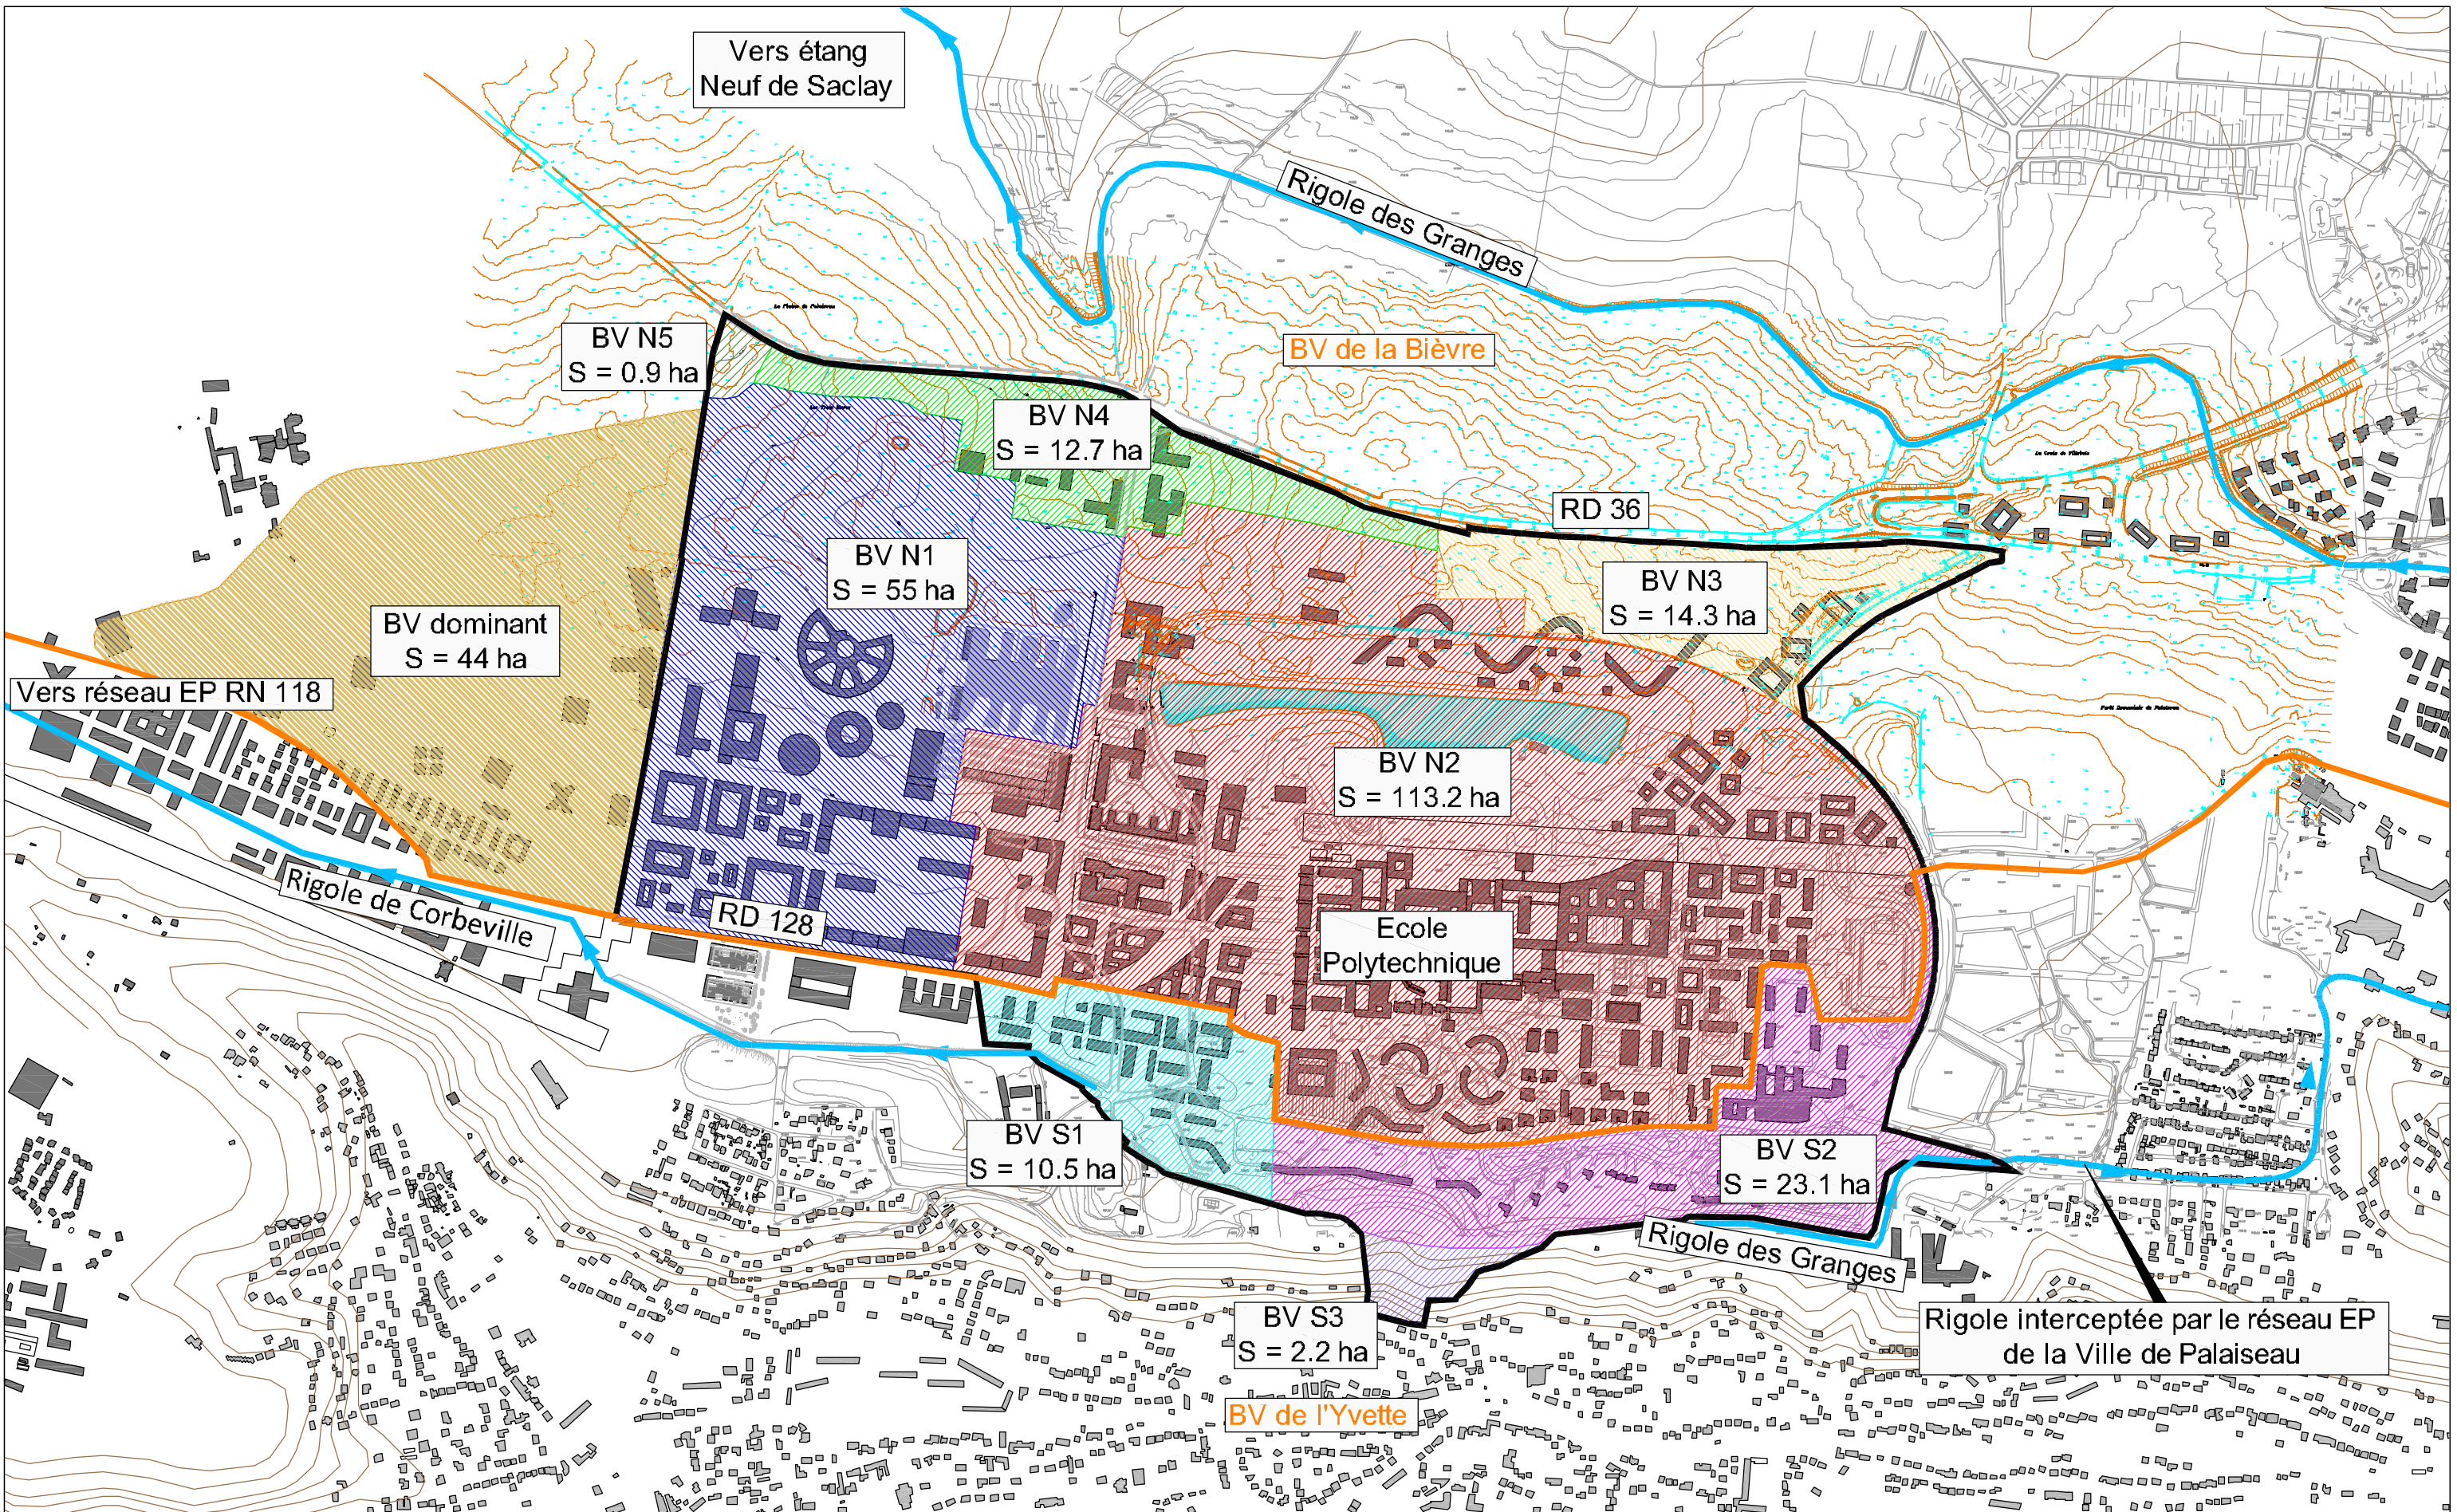 Vers étang
Neuf de Saclay
Rigole des Granges
BV N5
S = 0.9 ha
BV de la Bièvre
BV N4
S = 12.7 ha
RD 36
BV N1
S = 55 ha
BV N3
S = 14.3 ha
BV dominant
S = 44 ha
Vers réseau EP RN 118
BV N2
S = 113.2 ha
Rigole de Corbeville
RD 128
Ecole
Polytechnique
BV S1
S = 10.5 ha
BV S2
S = 23.1 ha
Rigole des Granges
BV S3
S = 2.2 ha
Rigole interceptée par le réseau EP
de la Ville de Palaiseau
BV de l'Yvette